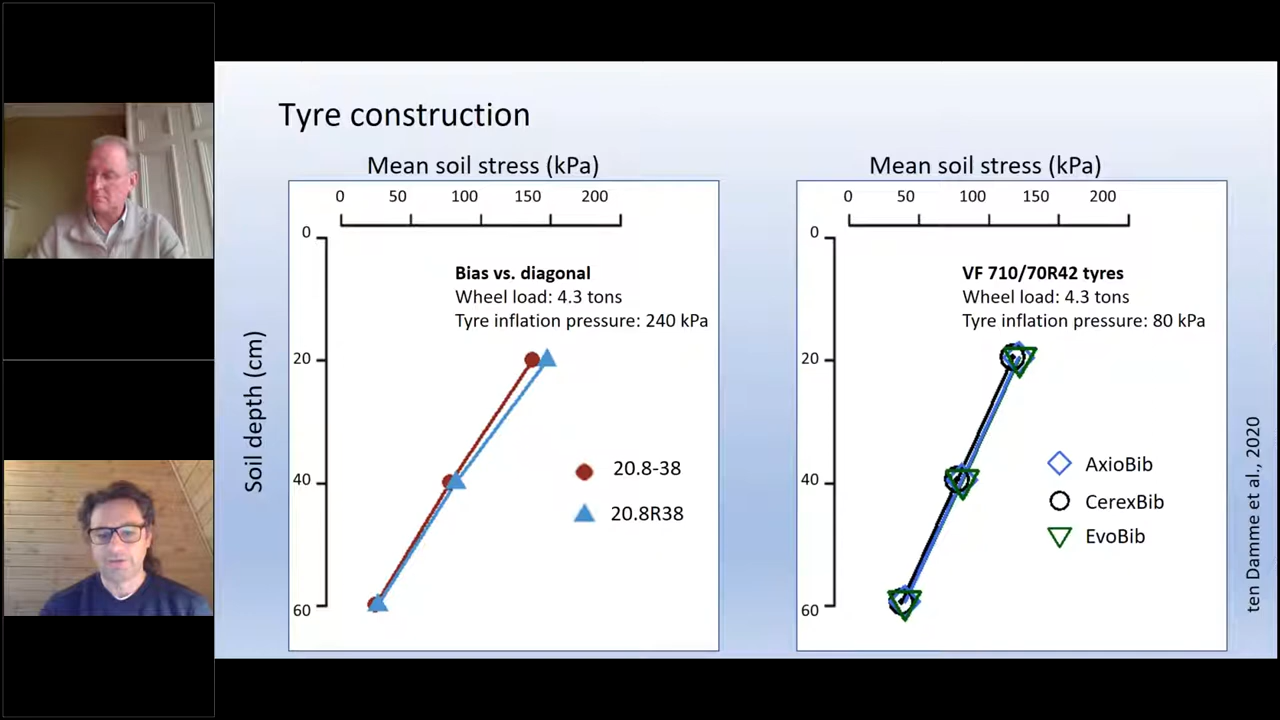 Tyre construction
Mean soil stress (kPa)
0 50 100 150 200
0
20
40
60
Soil depth (cm)
Bias vs. diagonal
Wheel load: 4.3 tons
Tyre inflation pressure: 240 kPa
20.8-38
20.8R38
Mean soil stress (kPa)
0 50 100 150 200
0
20
40
60
VF 710/70R42 tyres
Wheel load: 4.3 tons
Tyre inflation pressure: 80 kPa
AxioBib
CerexBib
EvoBib
ten Damme et al., 2020